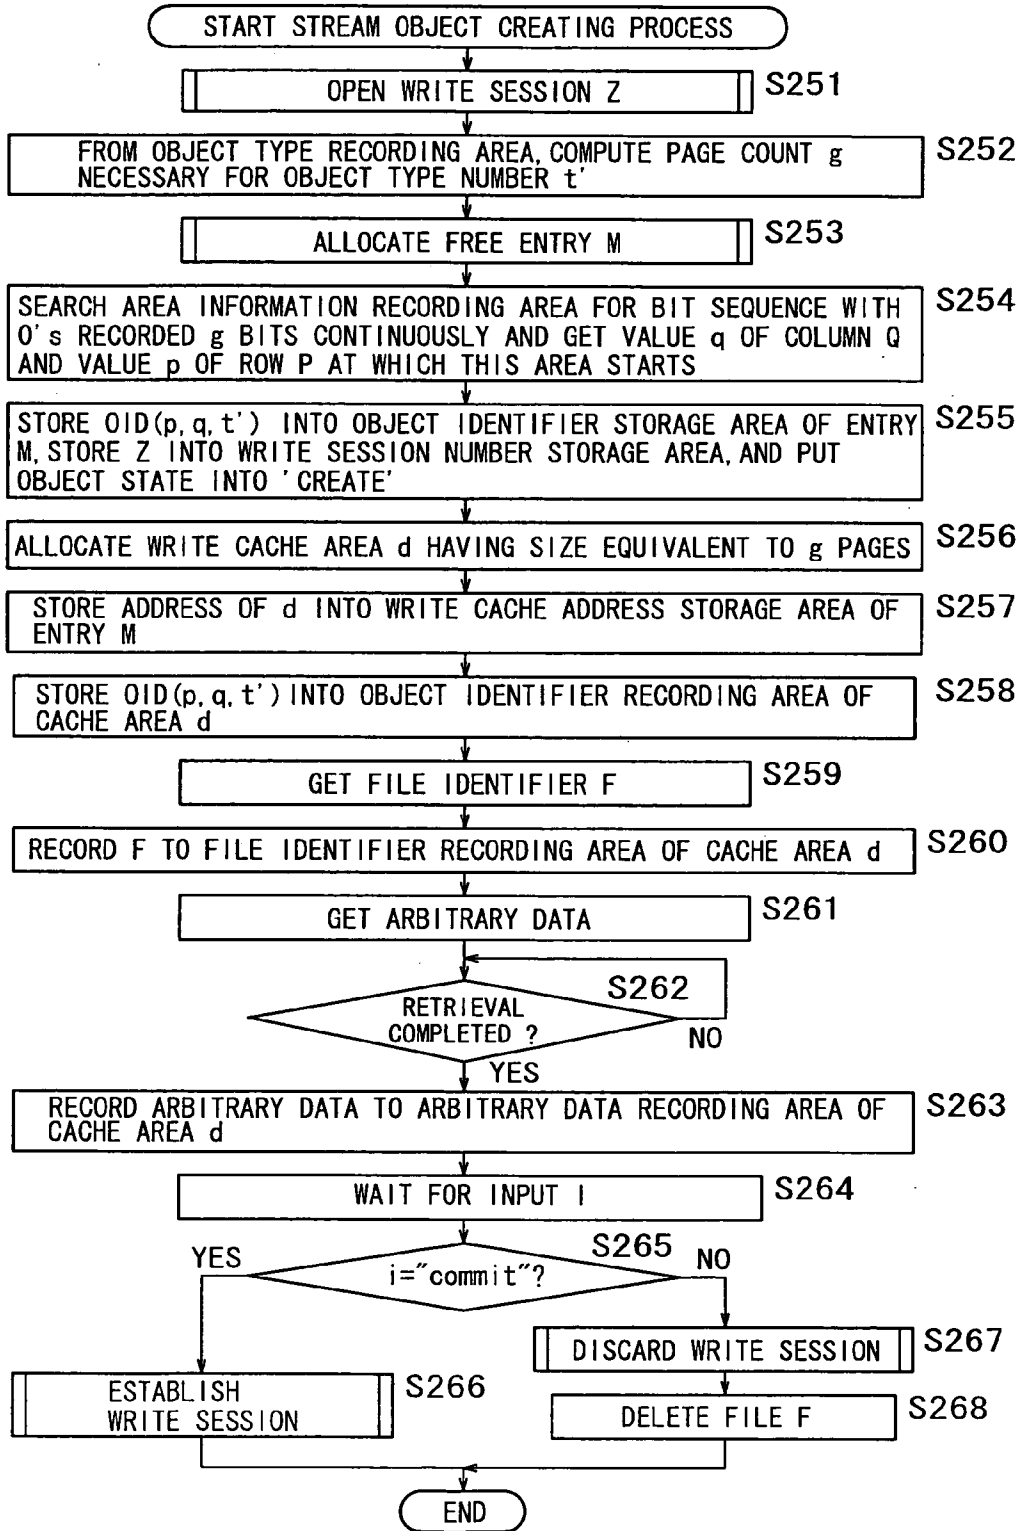 START STREAM OBJECT CREATING PROCESS
OPEN WRITE SESSION Z
S251
FROM OBJECT TYPE RECORDING AREA, COMPUTE PAGE COUNT g
NECESSARY FOR OBJECT TYPE NUMBER t'
S252
ALLOCATE FREE ENTRY M
S253
SEARCH AREA INFORMATION RECORDING AREA FOR BIT SEQUENCE WITH
0's RECORDED g BITS CONTINUOUSLY AND GET VALUE q OF COLUMN Q
AND VALUE p OF ROW P AT WHICH THIS AREA STARTS
S254
STORE OID(p, q, t') INTO OBJECT IDENTIFIER STORAGE AREA OF ENTRY
M, STORE Z INTO WRITE SESSION NUMBER STORAGE AREA, AND PUT
OBJECT STATE INTO 'CREATE'
S255
ALLOCATE WRITE CACHE AREA d HAVING SIZE EQUIVALENT TO g PAGES
S256
STORE ADDRESS OF d INTO WRITE CACHE ADDRESS STORAGE AREA OF
ENTRY M
S257
STORE OID(p, q, t') INTO OBJECT IDENTIFIER RECORDING AREA OF
CACHE AREA d
S258
GET FILE IDENTIFIER F
S259
RECORD F TO FILE IDENTIFIER RECORDING AREA OF CACHE AREA d
S260
GET ARBITRARY DATA
S261
S262
RETRIEVAL
COMPLETED ?
NO
YES
RECORD ARBITRARY DATA TO ARBITRARY DATA RECORDING AREA OF
CACHE AREA d
S263
WAIT FOR INPUT I
S264
YES
S265
NO
i="commit"?
DISCARD WRITE SESSION
S267
ESTABLISH
WRITE SESSION
S266
DELETE FILE F
S268
END